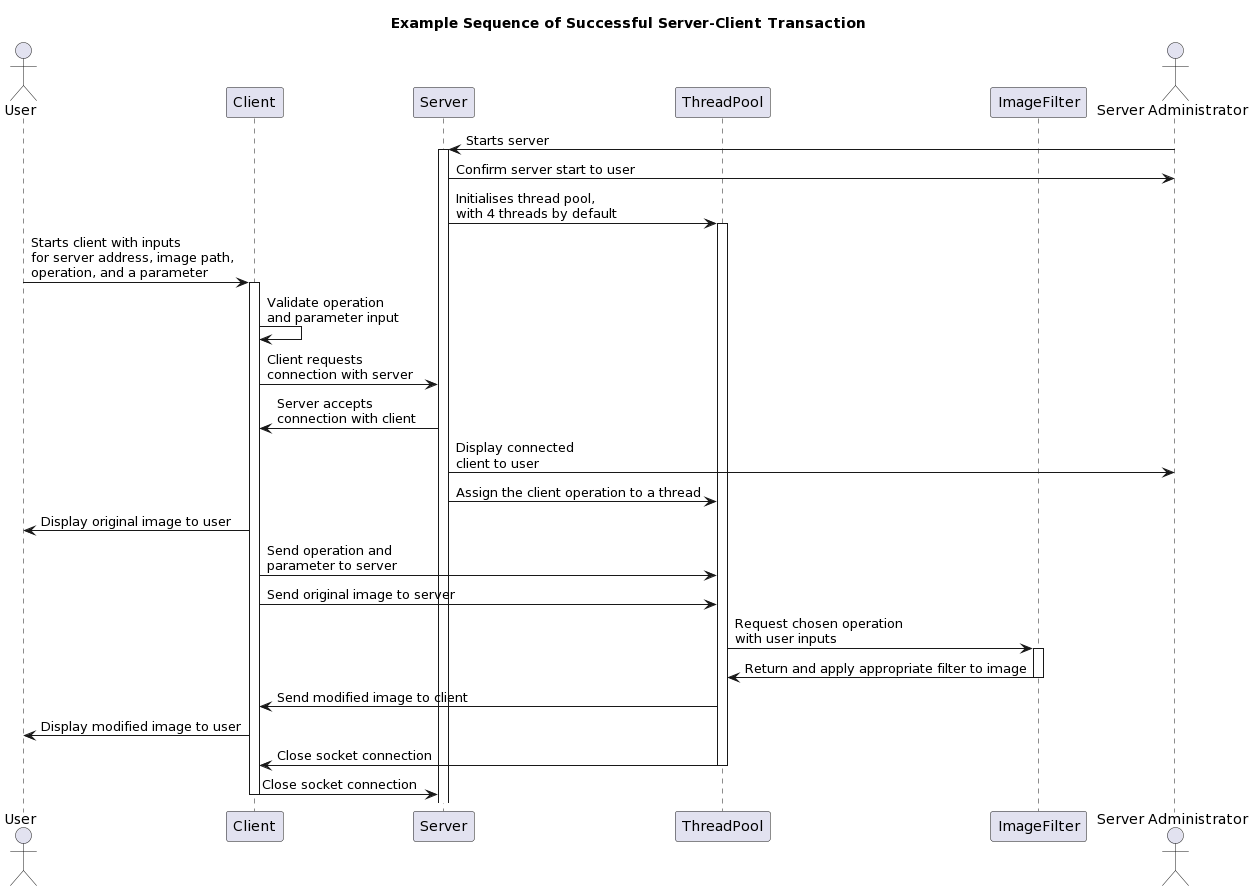 Example Sequence of Successful Server-Client Transaction
User
Client
Server
ThreadPool
ImageFilter
Server Administrator
Starts server
Confirm server start to user
Initialises thread pool,
with 4 threads by default
Starts client with inputs
for server address, image path,
operation, and a parameter
Validate operation
and parameter input
Client requests
connection with server
Server accepts
connection with client
Display connected
client to user
Assign the client operation to a thread
Display original image to user
Send operation and
parameter to server
Send original image to server
Request chosen operation
with user inputs
Return and apply appropriate filter to image
Send modified image to client
Display modified image to user
Close socket connection
Close socket connection
User
Client
Server
ThreadPool
ImageFilter
Server Administrator